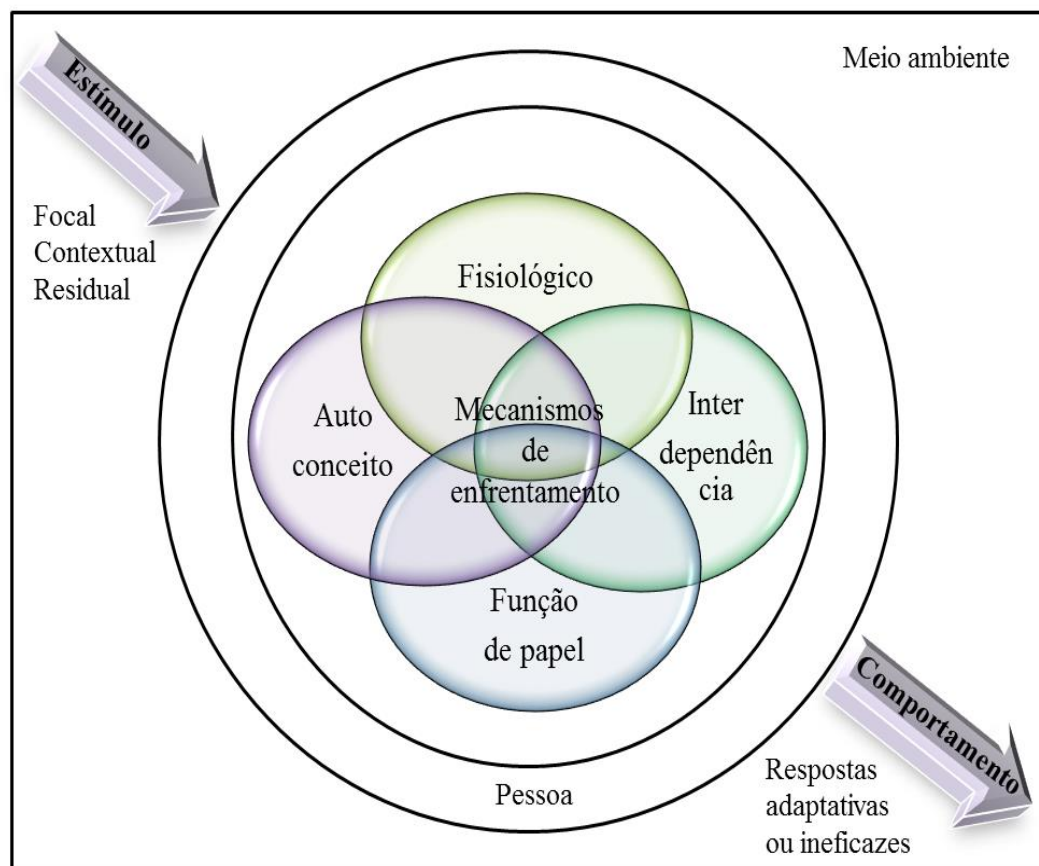 Meio ambiente
Estímulo
Focal
Contextual
Residual
Fisiológico
Auto
conceito
Mecanismos
de
enfrentamento
Inter
dependên
cia
Função
de papel
Pessoa
Comportamento
Respostas
adaptativas
ou ineficazes